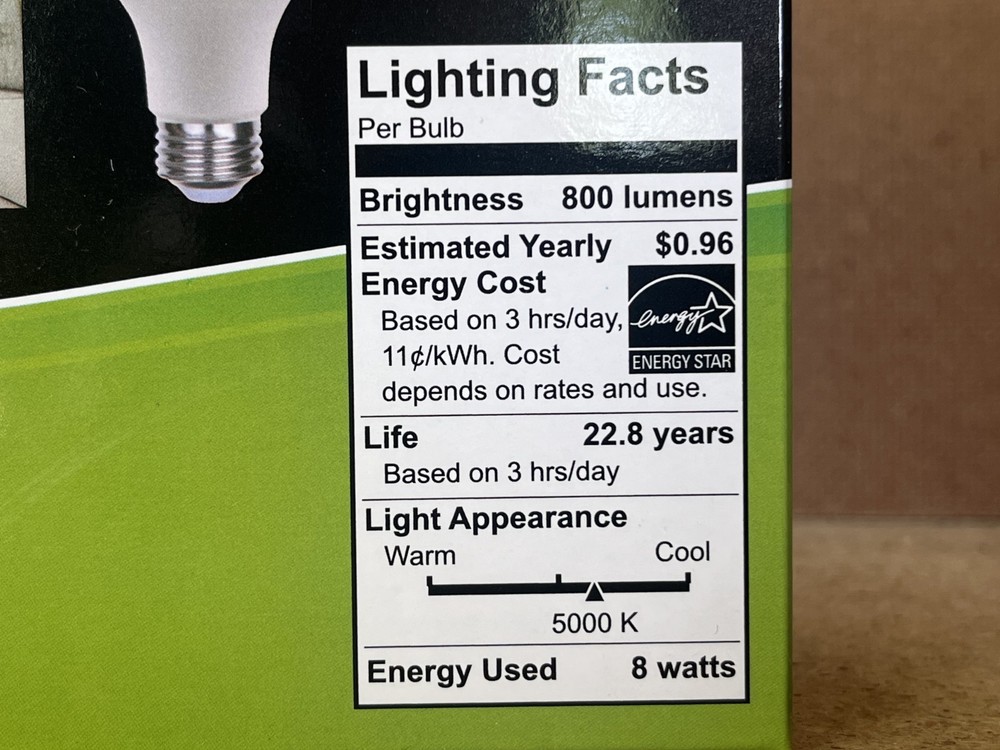 Lighting Facts
Per Bulb
Brightness 800 lumens
Estimated Yearly $0.96
Energy Cost
Based on 3 hrs/day,
11¢/kWh. Cost
depends on rates and use.
energy
ENERGY STAR
Life 22.8 years
Based on 3 hrs/day
Light Appearance
Warm Cool
5000 K
Energy Used 8 watts